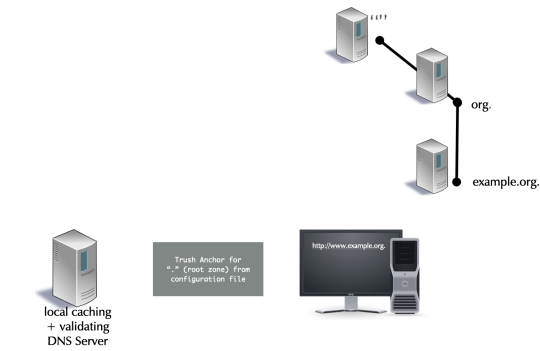 “”
org.
example.org.
http://www.example.org.
Trush Anchor for
“.” (root zone) from
configuration file
local caching
+ validating
DNS Server